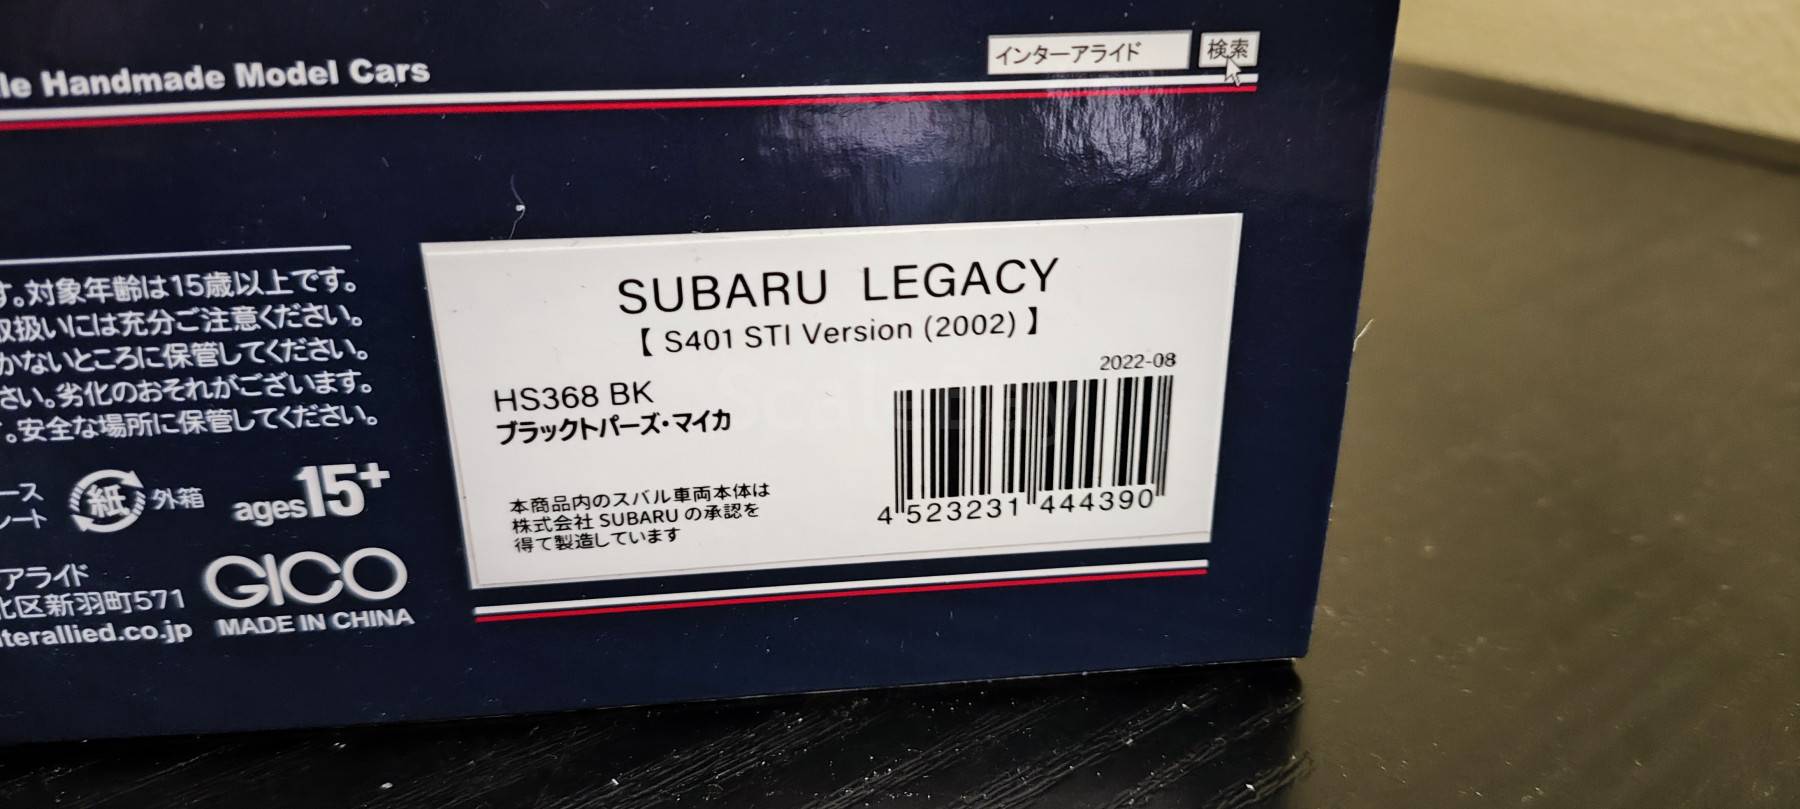 le Handmade Model Cars
インターアライド 検索
す。対象年齢は15歳以上です。
取扱いには充分ご注意ください。
かないところに保管してください。
さい。劣化のおそれがございます。
。安全な場所に保管してください。
ース
レート
紙 外箱
ages15+
アライド
北区新羽町571
terallied.co.jp
GICO
MADE IN CHINA
SUBARU LEGACY
【 S401 STI Version (2002) 】
2022-08
HS368 BK
ブラックトパーズ・マイカ
本商品内のスバル車両本体は
株式会社 SUBARU の承認を
得て製造しています
4 523231 444390